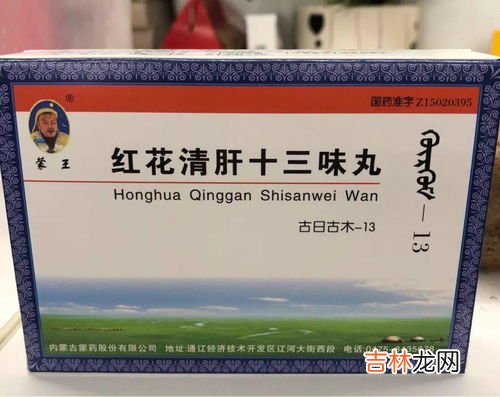 国药准字Z15020395
®
蒙王
红花清肝十三味丸
Honghua Qinggan Shisanwei Wan
古日古木-13
-13
内蒙古蒙药股份有限公司 地址:通辽经济技术开发区辽河大街西段 电话:
吉林龙网